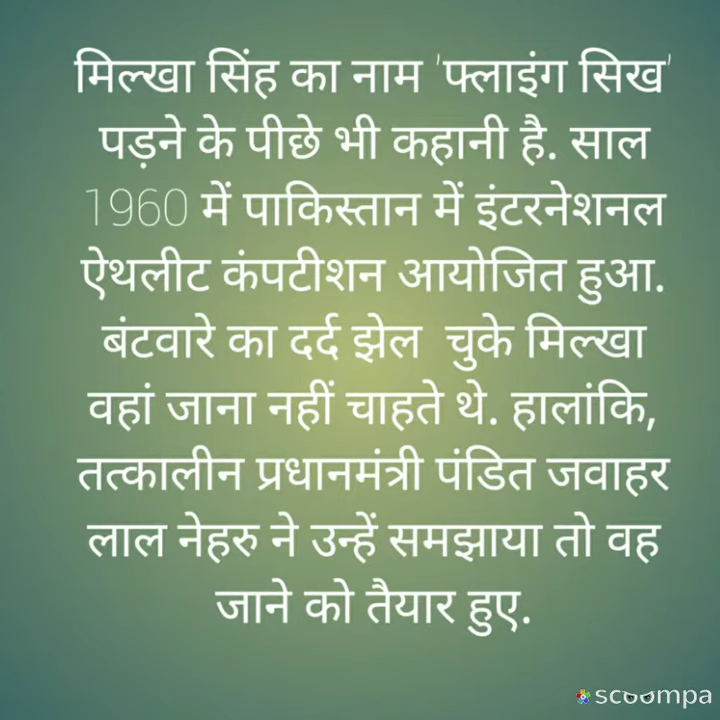 मिल्खा सिंह का नाम 'फ्लाइंग सिख'
पड़ने के पीछे भी कहानी है. साल
1960 में पाकिस्तान में इंटरनेशनल
ऐथलीट कंपटीशन आयोजित हुआ.
बंटवारे का दर्द झेल चुके मिल्खा
वहां जाना नहीं चाहते थे. हालांकि,
तत्कालीन प्रधानमंत्री पंडित जवाहर
लाल नेहरु ने उन्हें समझाया तो वह
जाने को तैयार हुए.
scoompa